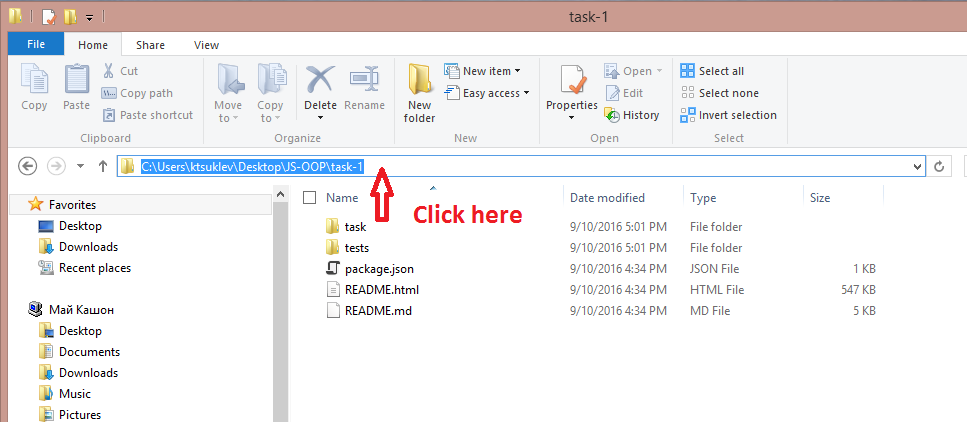 task-1
File Home Share View
Copy
Paste
Cut
Copy path
Paste shortcut
Clipboard
Move to
Copy to
Delete
Rename
Organize
New folder
New item
Easy access
New
Properties
Open
Edit
History
Open
Select all
Select none
Invert selection
Select
C:\Users\ktsuklev\Desktop\JS-OOP\task-1
Click here
Favorites
Desktop
Downloads
Recent places
Май Кашон
Desktop
Documents
Downloads
Music
Pictures
Name Date modified Type Size
task 9/10/2016 5:01 PM File folder
tests 9/10/2016 5:01 PM File folder
package.json 9/10/2016 4:34 PM JSON File 1 KB
README.html 9/10/2016 4:34 PM HTML File 547 KB
README.md 9/10/2016 4:34 PM MD File 5 KB